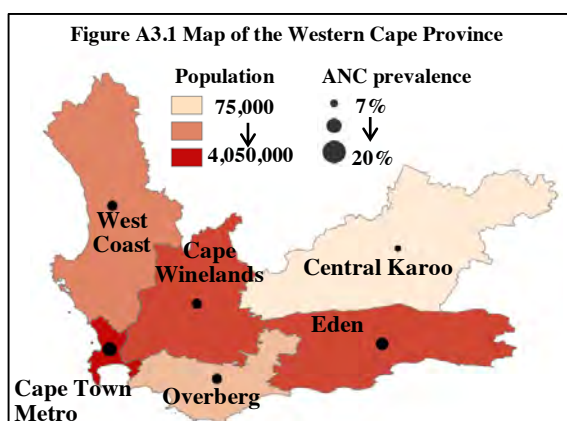 Figure A3.1 Map of the Western Cape Province
Population
75,000
4,050,000
ANC prevalence
7%
20%
West
Coast
Cape
Winelands
Central Karoo
Eden
Cape Town
Metro
Overberg